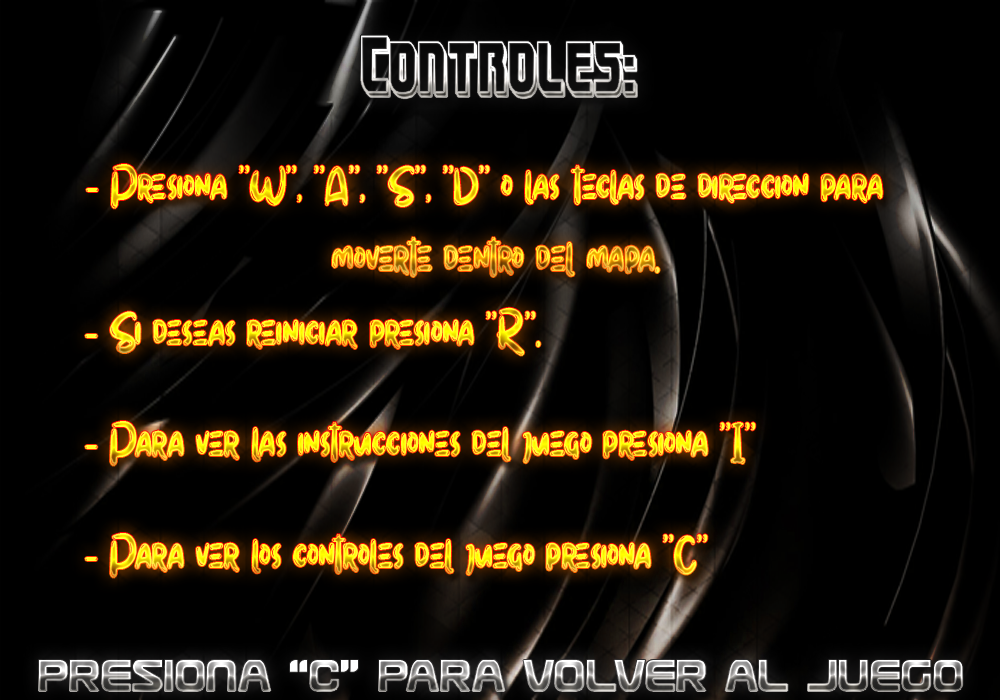 Controles:
- Presiona "W", "A", "S", "D" o las teclas de direccion para
moverte dentro del mapa.
- Si deseas reiniciar presiona "R".
- Para ver las instrucciones del juego presiona "I"
- Para ver los controles del juego presiona "C"
PRESIONA "C" PARA VOLVER AL JUEGO